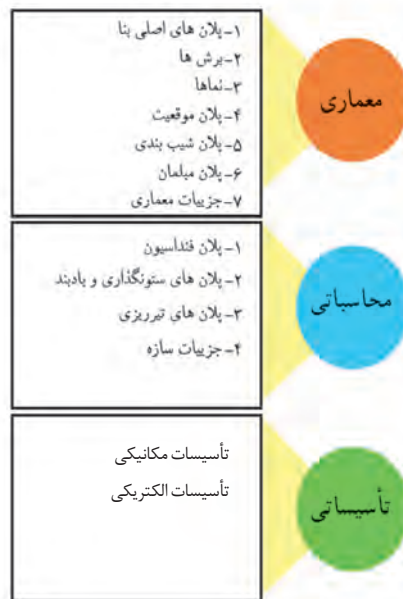 معماری
۱-پلان های اصلی بنا
۲-برش ها
۳-نماها
۴-پلان موقعیت
۵-پلان شیب بندی
۶-پلان مبلمان
۷-جزییات معماری
محاسباتی
۱-پلان فنداسیون
۲-پلان های ستونگذاری و بادبند
۳-پلان های تیرریزی
۴-جزییات سازه
تأسیساتی
تأسیسات مکانیکی
تأسیسات الکتریکی